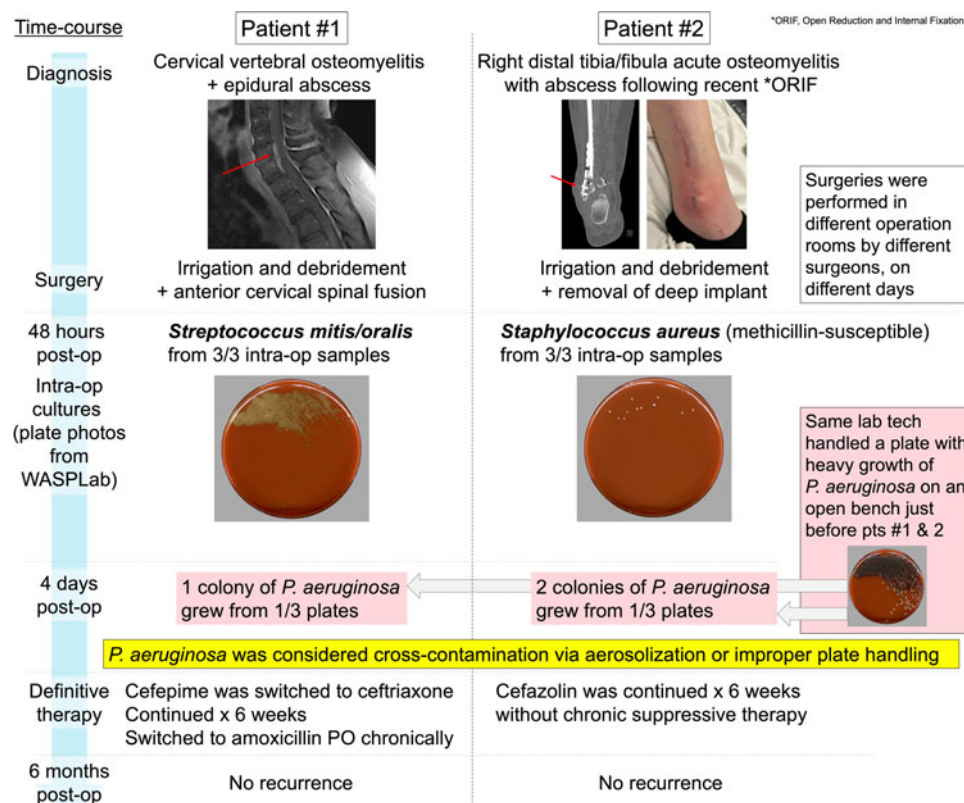 Time-course
Patient #1
Patient #2
*ORIF, Open Reduction and Internal Fixation
Diagnosis
Cervical vertebral osteomyelitis
+ epidural abscess
Right distal tibia/fibula acute osteomyelitis
with abscess following recent *ORIF
Surgeries were
performed in
different operation
rooms by different
surgeons, on
different days
Surgery
Irrigation and debridement
+ anterior cervical spinal fusion
Irrigation and debridement
+ removal of deep implant
48 hours
post-op
Streptococcus mitis/oralis
from 3/3 intra-op samples
Staphylococcus aureus (methicillin-susceptible)
from 3/3 intra-op samples
Intra-op
cultures
(plate photos
from
WASPLab)
Same lab tech
handled a plate with
heavy growth of
P. aeruginosa on an
open bench just
before pts #1 & 2
4 days
post-op
1 colony of P. aeruginosa
grew from 1/3 plates
2 colonies of P. aeruginosa
grew from 1/3 plates
P. aeruginosa was considered cross-contamination via aerosolization or improper plate handling
Definitive
therapy
Cefepime was switched to ceftriaxone
Continued x 6 weeks
Switched to amoxicillin PO chronically
Cefazolin was continued x 6 weeks
without chronic suppressive therapy
6 months
post-op
No recurrence
No recurrence